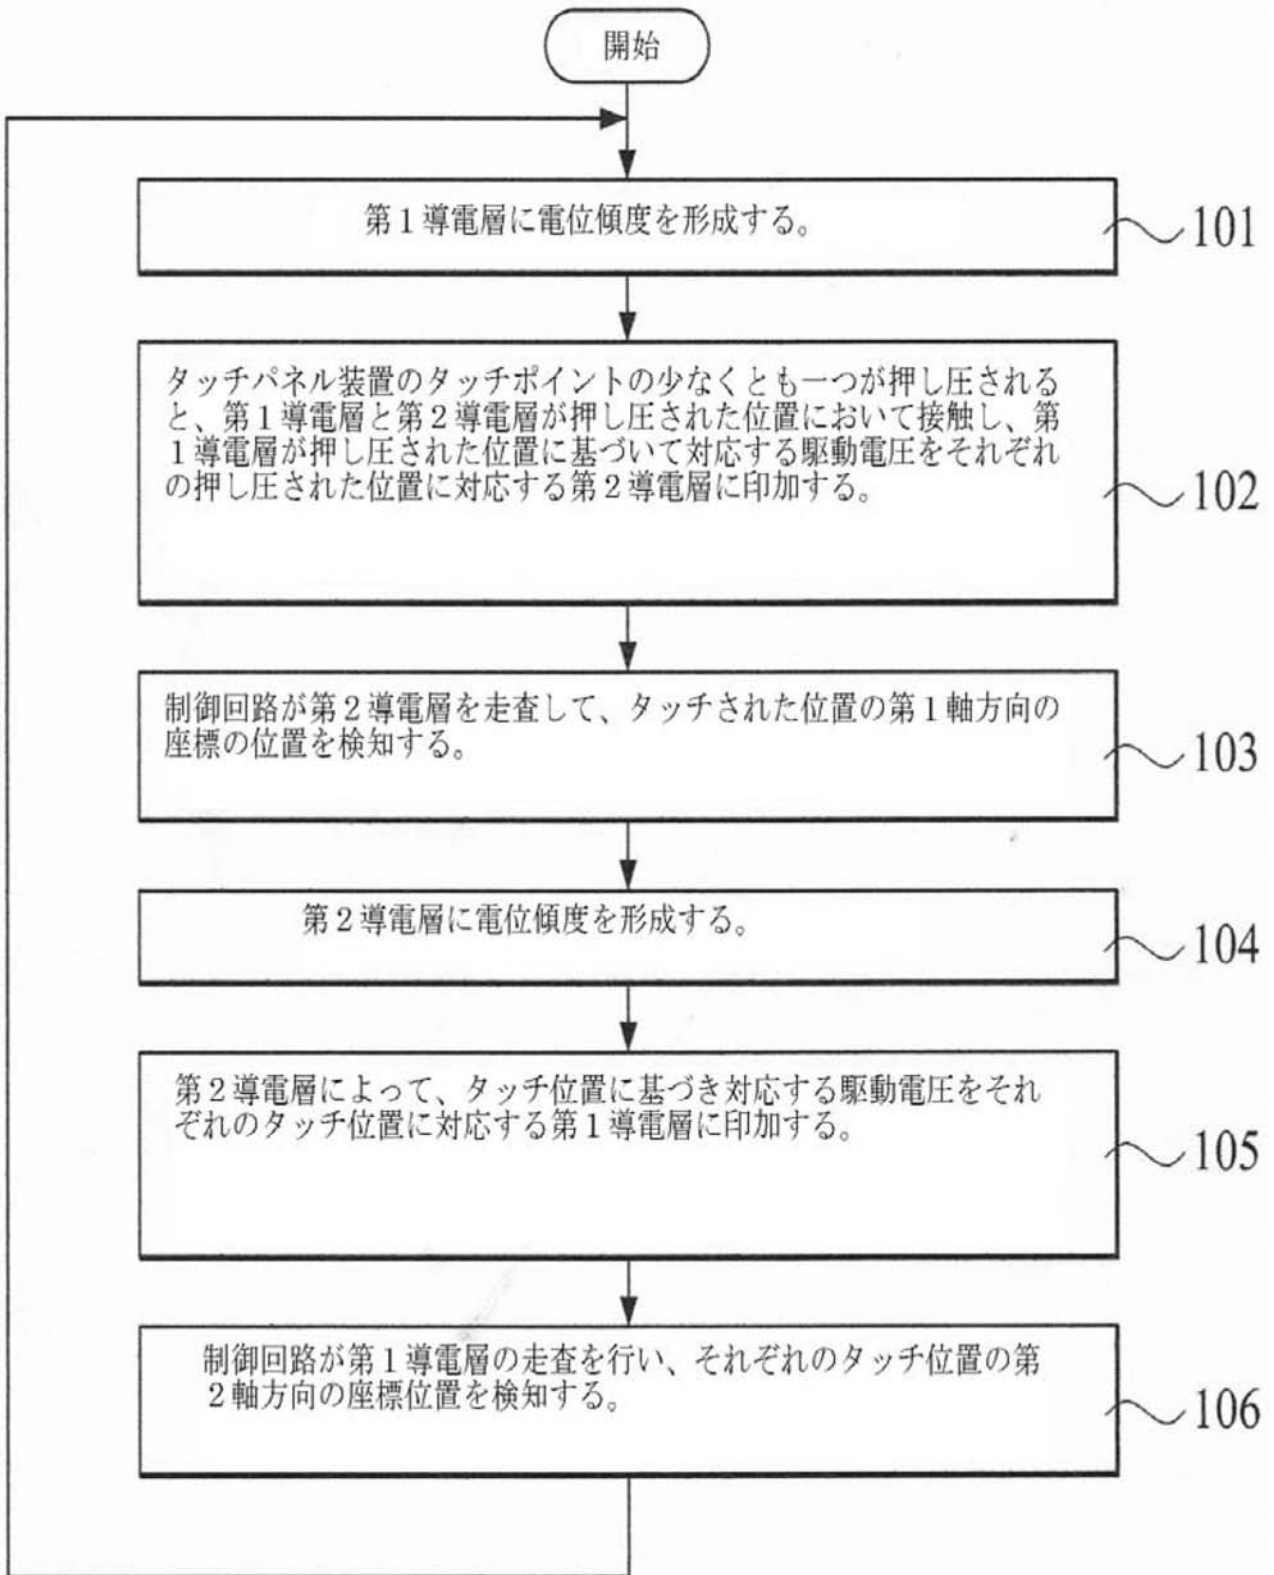 開始
第1導電層に電位傾度を形成する。
101
タッチパネル装置のタッチポイントの少なくとも一つが押し圧される
と、第1導電層と第2導電層が押し圧された位置において接触し、第
1導電層が押し圧された位置に基づいて対応する駆動電圧をそれぞれ
の押し圧された位置に対応する第2導電層に印加する。
102
制御回路が第2導電層を走査して、タッチされた位置の第1軸方向の
座標の位置を検知する。
103
第2導電層に電位傾度を形成する。
104
第2導電層によって、タッチ位置に基づき対応する駆動電圧をそれ
ぞれのタッチ位置に対応する第1導電層に印加する。
105
制御回路が第1導電層の走査を行い、それぞれのタッチ位置の第
2軸方向の座標位置を検知する。
106